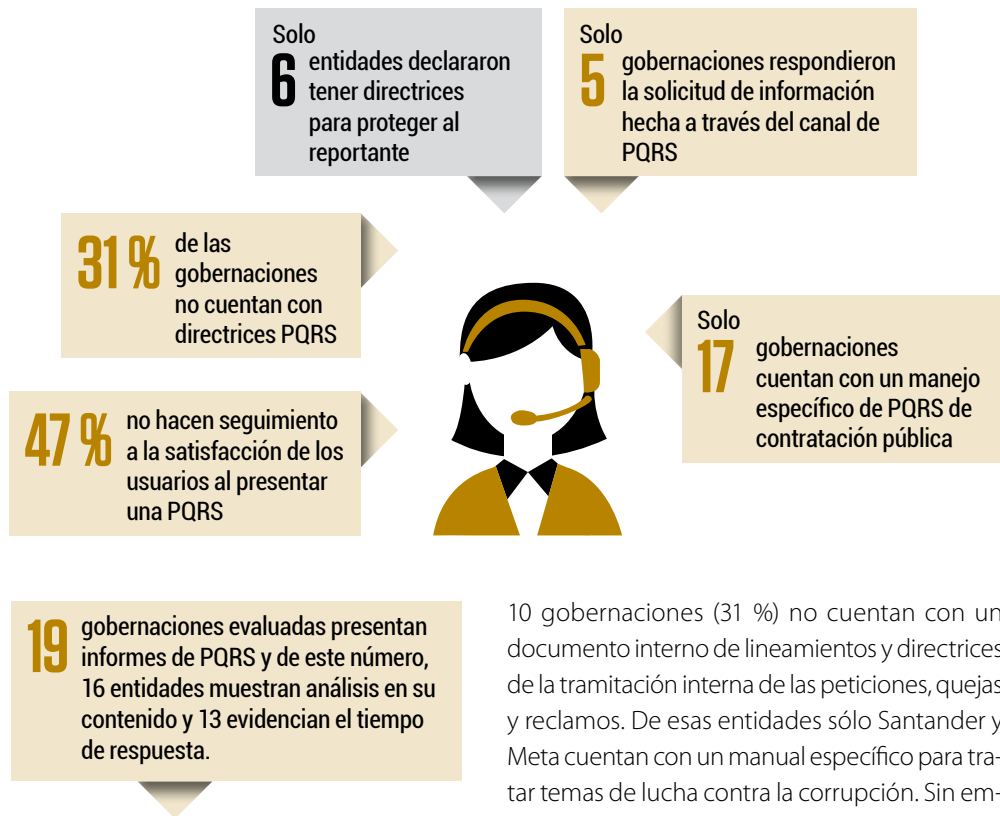 Solo
6 entidades declararon
tener directrices
para proteger al
reportante
Solo
5 gobernaciones respondieron
la solicitud de información
hecha a través del canal de
PQRS
31 % de las
gobernaciones
no cuentan con
directrices PQRS
Solo
17 gobernaciones
cuentan con un manejo
específico de PQRS de
contratación pública
47 % no hacen seguimiento
a la satisfacción de los
usuarios al presentar
una PQRS
19 gobernaciones evaluadas presentan
informes de PQRS y de este número,
16 entidades muestran análisis en su
contenido y 13 evidencian el tiempo
de respuesta.
10 gobernaciones (31 %) no cuentan con un
documento interno de lineamientos y directrices
de la tramitación interna de las peticiones, quejas
y reclamos. De esas entidades sólo Santander y
Meta cuentan con un manual específico para tra-
tar temas de lucha contra la corrupción. Sin em-